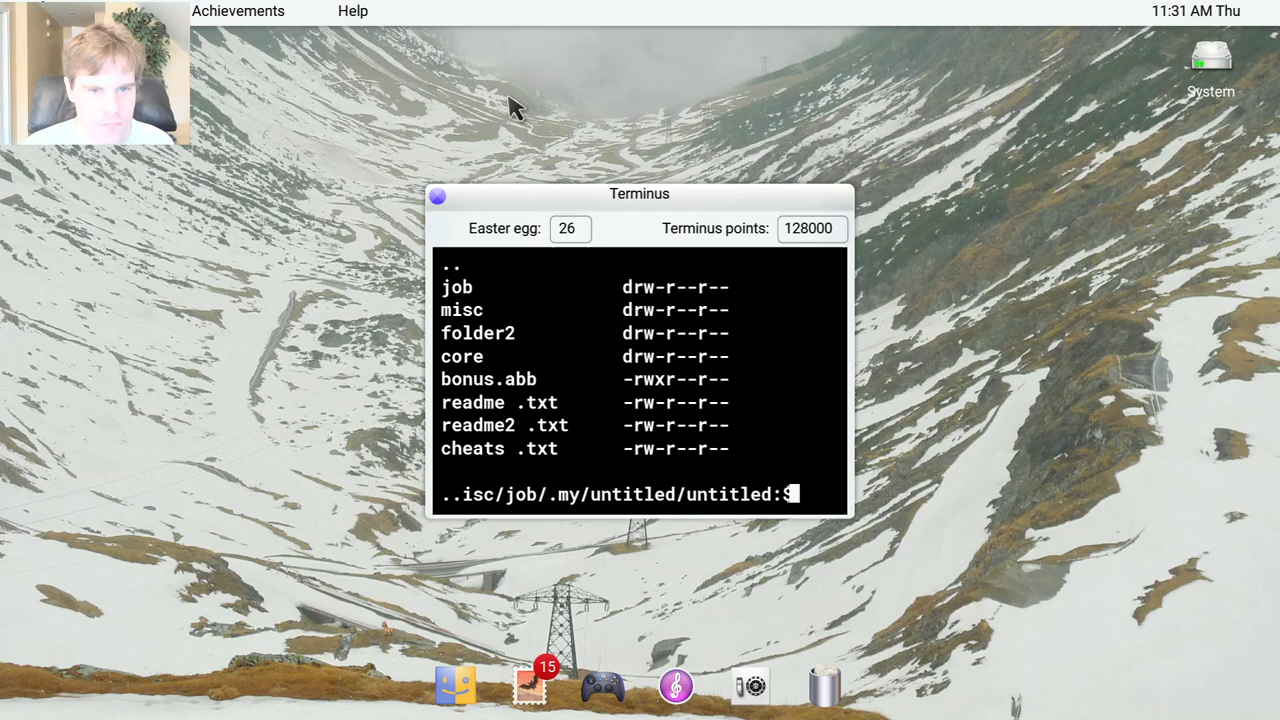 Achievements Help 11:31 AM Thu
System
Terminus
Easter egg: 26 Terminus points: 128000
..
job drw-r--r--
misc drw-r--r--
folder2 drw-r--r--
core drw-r--r--
bonus.abb -rwxr--r--
readme .txt -rw-r--r--
readme2 .txt -rw-r--r--
cheats .txt -rw-r--r--
..isc/job/.my/untitled/untitled:$
15